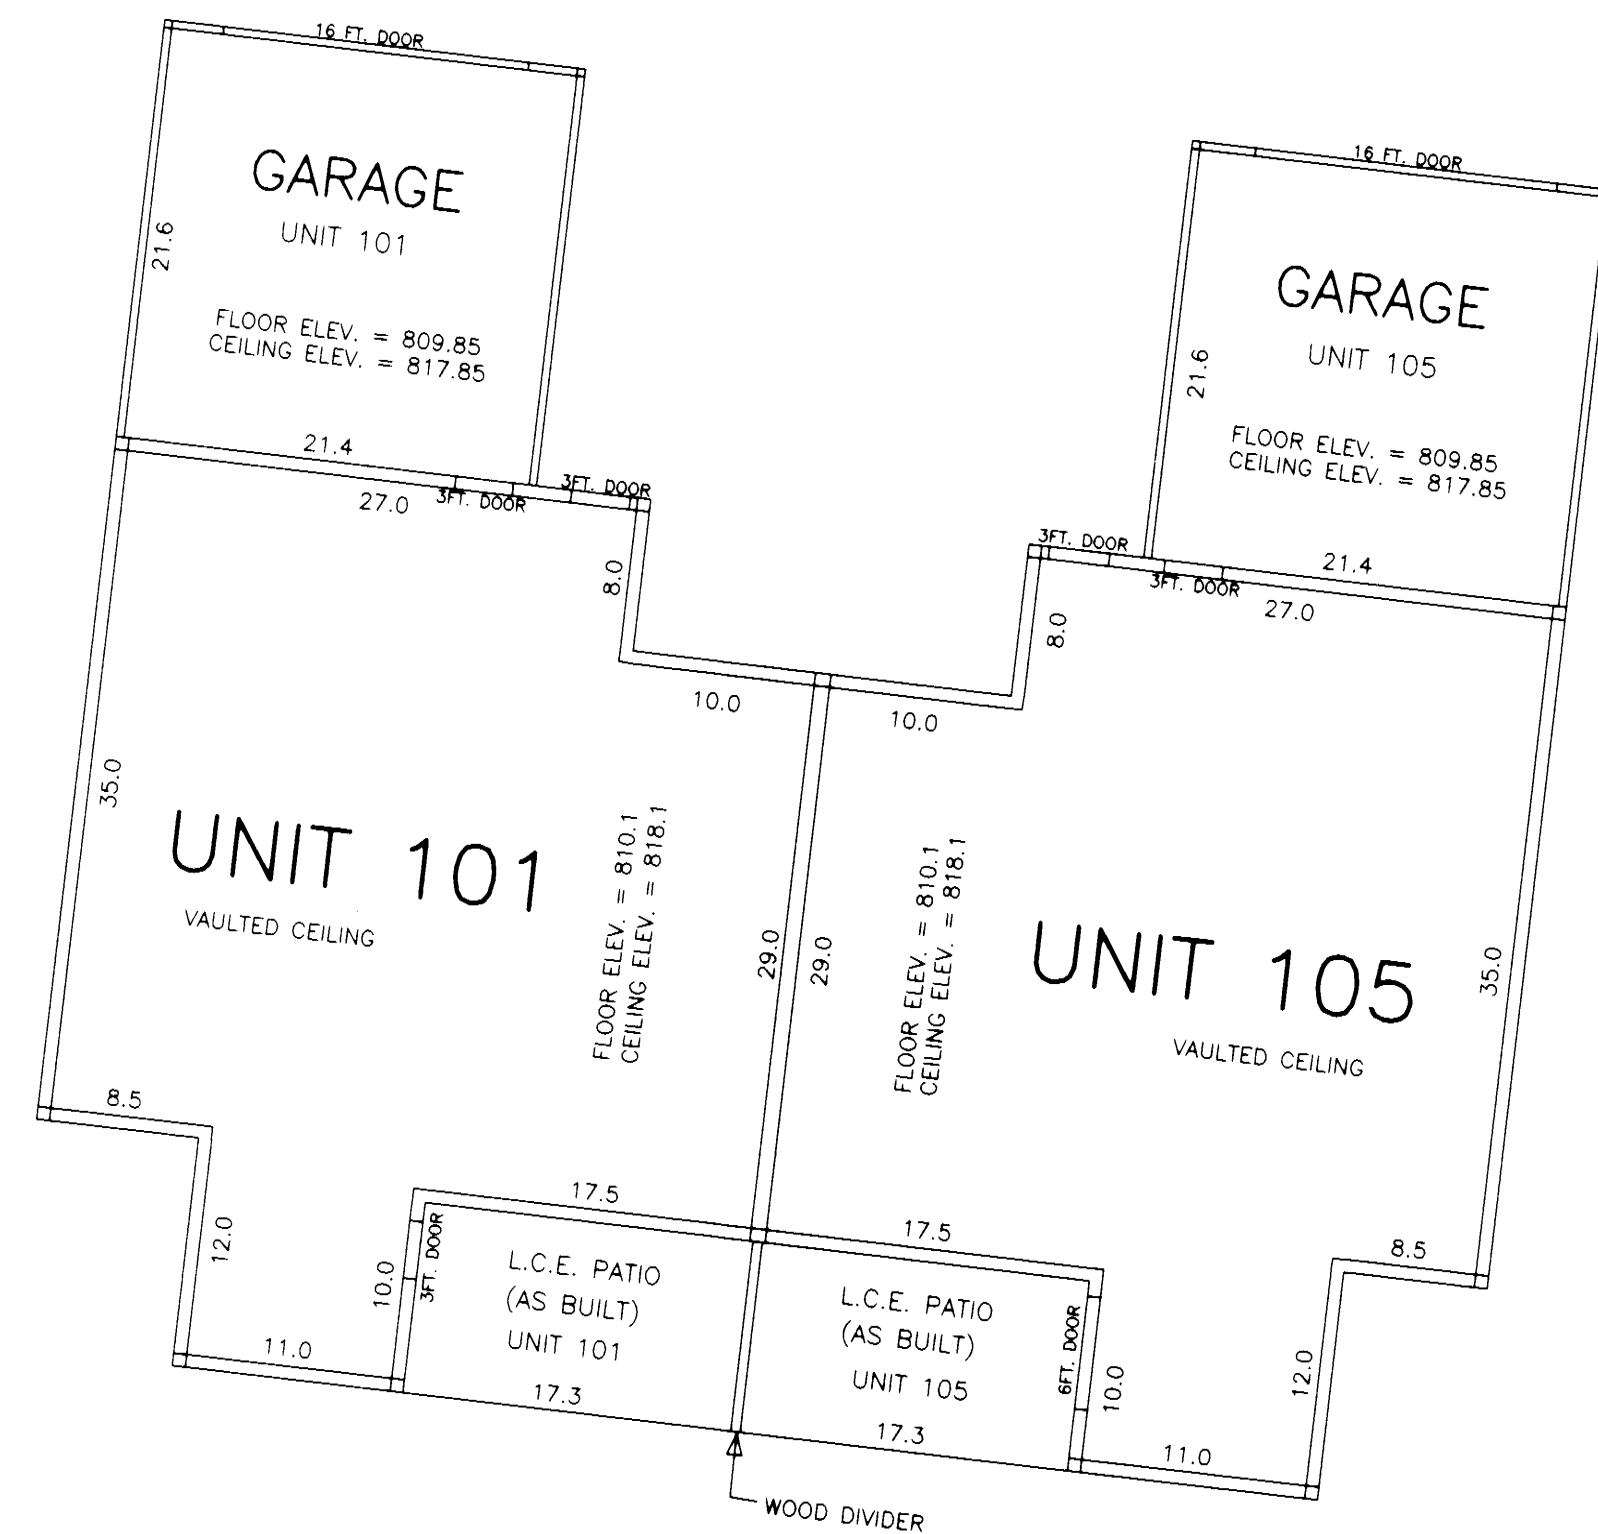 16 FT. DOOR
GARAGE
UNIT 101
21.6
FLOOR ELEV. = 809.85
CEILING ELEV. = 817.85
21.4
3FT. DOOR
3FT. DOOR
27.0
8.0
10.0
35.0
UNIT 101
VAULTED CEILING
FLOOR ELEV. = 810.1
CEILING ELEV. = 818.1
29.0
8.5
12.0
17.5
10.0
3FT. DOOR
L.C.E. PATIO
(AS BUILT)
UNIT 101
11.0
17.3
16 FT. DOOR
GARAGE
UNIT 105
21.6
FLOOR ELEV. = 809.85
CEILING ELEV. = 817.85
3FT. DOOR
21.4
3FT. DOOR
27.0
8.0
10.0
29.0
FLOOR ELEV. = 810.1
CEILING ELEV. = 818.1
UNIT 105
VAULTED CEILING
35.0
17.5
8.5
L.C.E. PATIO
(AS BUILT)
UNIT 105
6FT. DOOR
10.0
12.0
17.3
11.0
WOOD DIVIDER